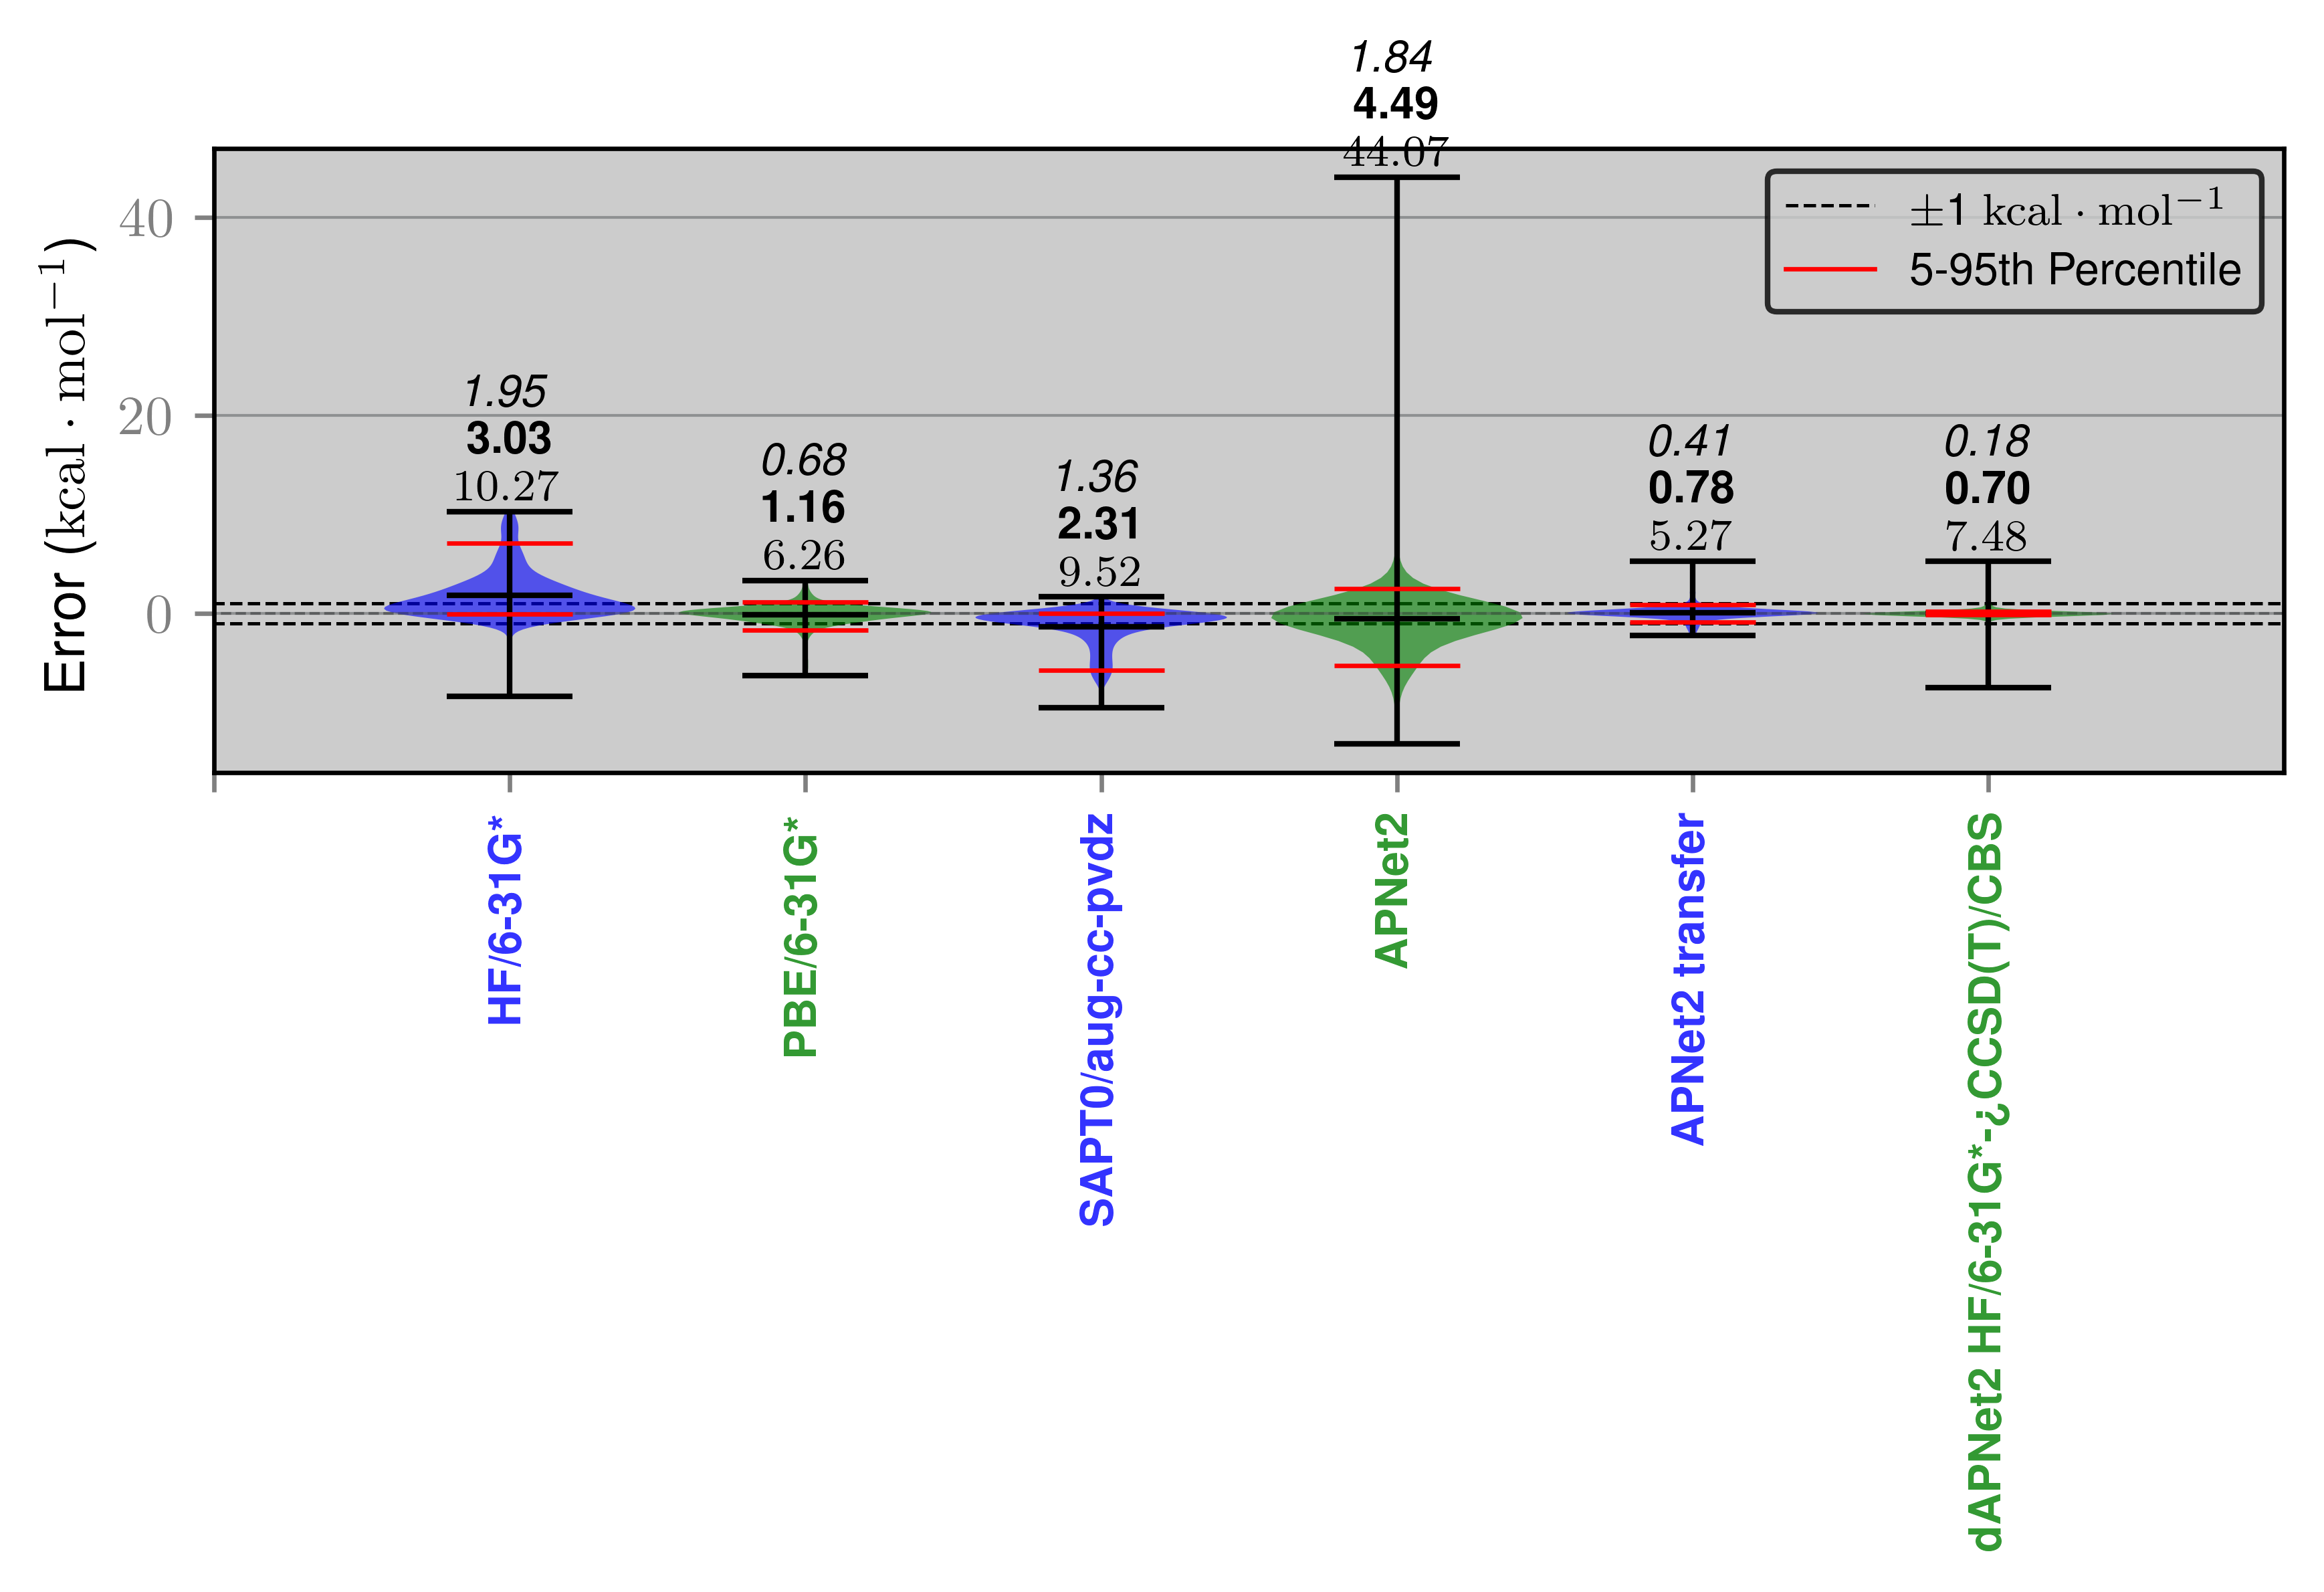 1.84
4.49
44.07
±1 kcal · mol⁻¹
5-95th Percentile
40
20
0
Error (kcal · mol⁻¹)
1.95
3.03
10.27
0.68
1.16
6.26
1.36
2.31
9.52
0.41
0.78
5.27
0.18
0.70
7.48
HF/6-31G*
PBE/6-31G*
SAPT0/aug-cc-pvdz
APNet2
APNet2 transfer
dAPNet2 HF/6-31G*-¿CCSD(T)/CBS